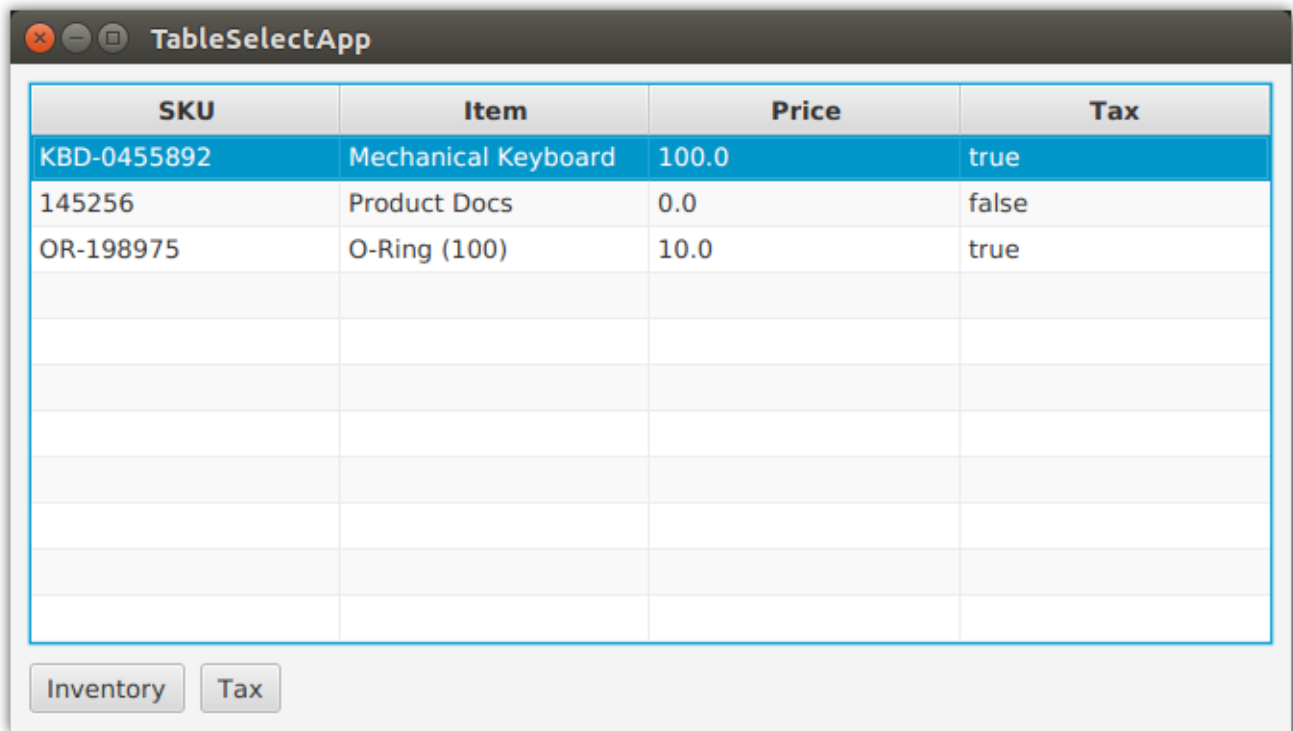 TableSelectApp
SKU Item Price Tax
KBD-0455892 Mechanical Keyboard 100.0 true
145256 Product Docs 0.0 false
OR-198975 O-Ring (100) 10.0 true
Inventory Tax